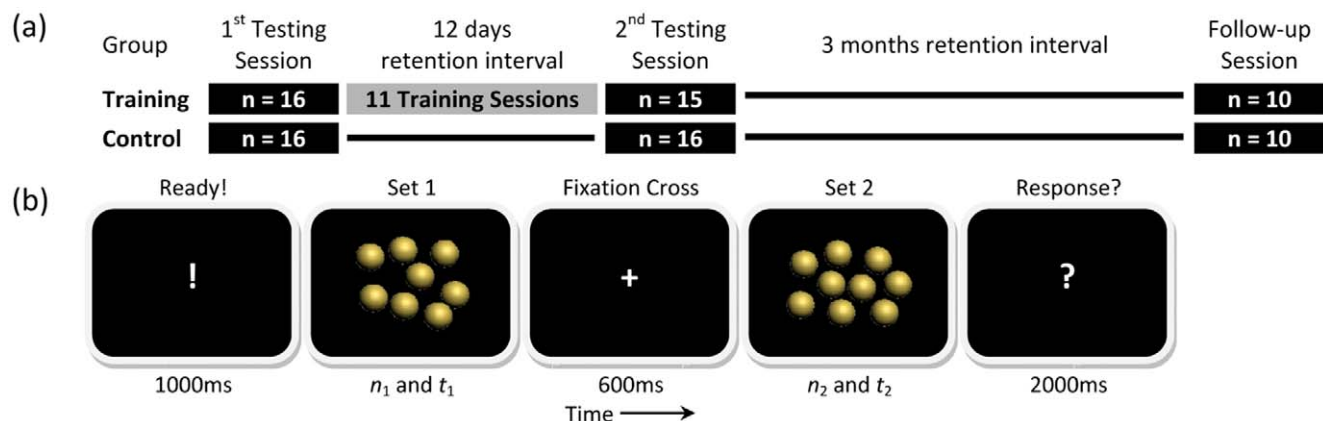 (a)
Group 1st Testing Session 12 days retention interval 2nd Testing Session 3 months retention interval Follow-up Session
Training n = 16 11 Training Sessions n = 15 n = 10
Control n = 16 n = 16 n = 10
(b)
Ready! Set 1 Fixation Cross Set 2 Response?
! + ?
1000ms n1 and t1 600ms n2 and t2 2000ms
Time